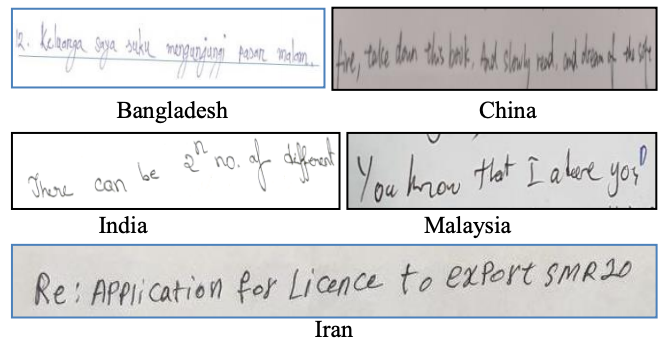 12. Keluarga saya suku mengunjungi pasar malam.
fire, take down this book, And slowly read, and dream of the soft
Bangladesh
China
There can be 2^n no. of different
You know that I you
India
Malaysia
Re: Application for Licence to export SMR20
Iran